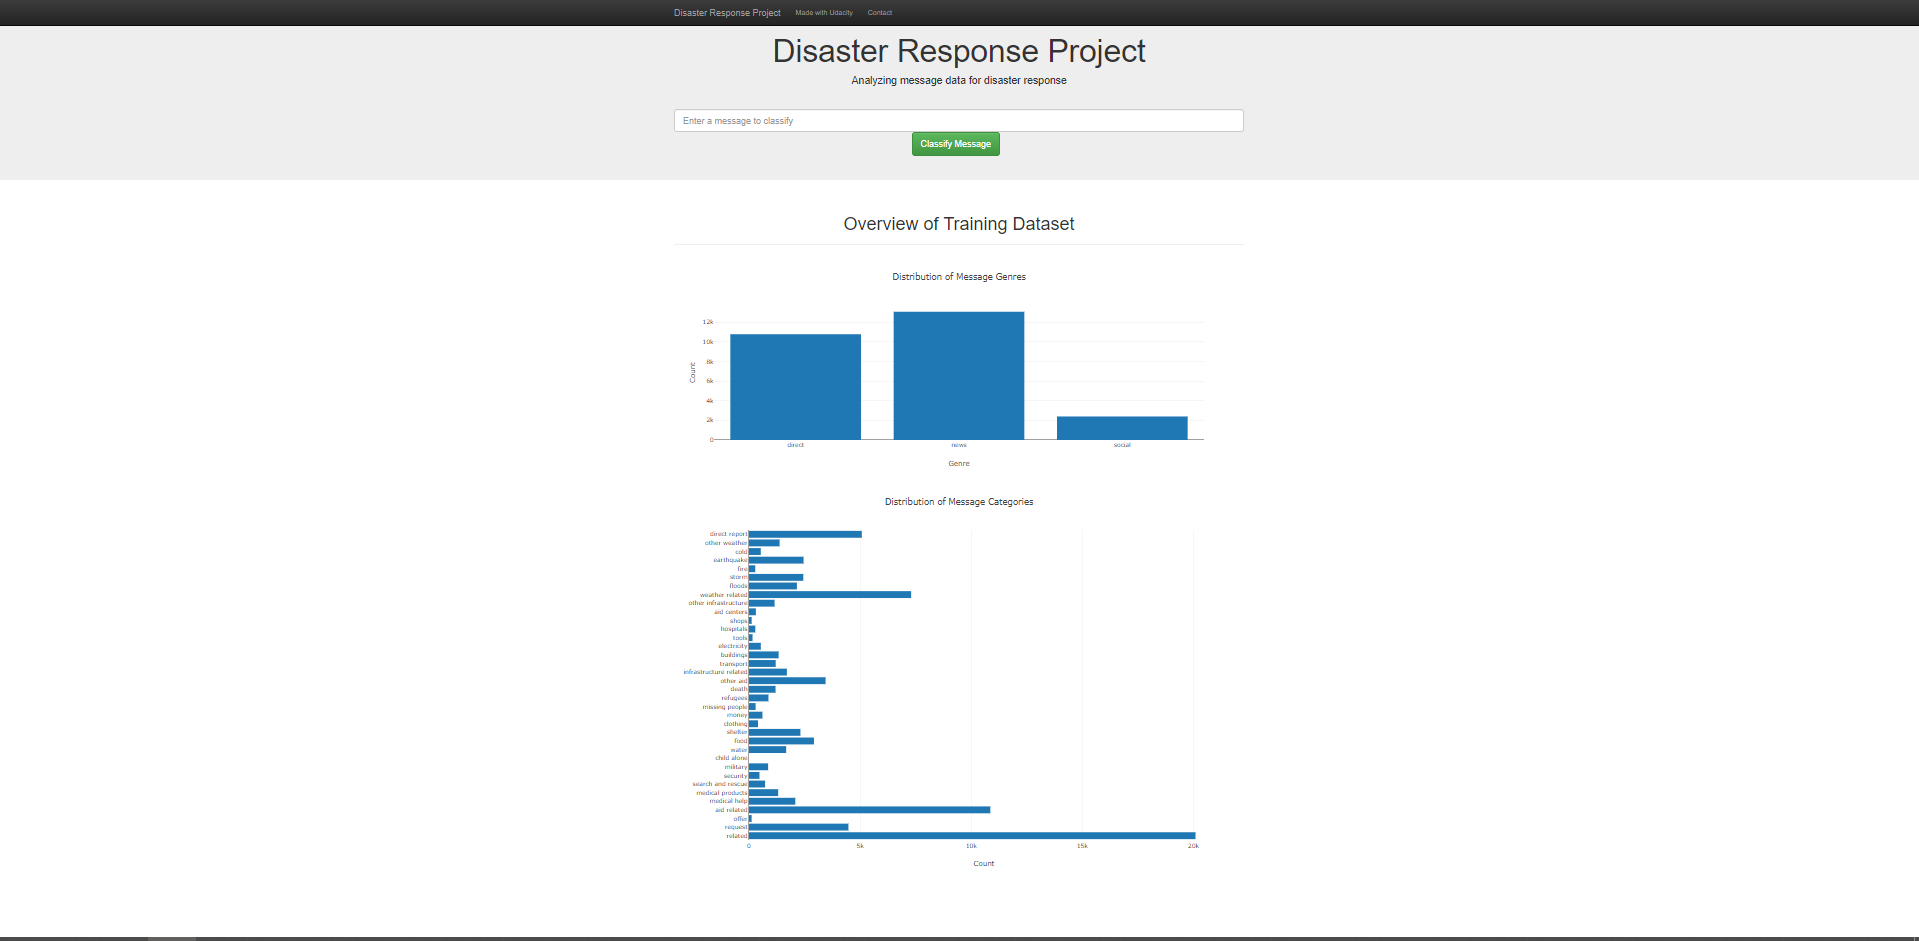 Disaster Response Project Made with Udacity Contact
Disaster Response Project
Analyzing message data for disaster response
Enter a message to classify
Classify Message
Overview of Training Dataset
Distribution of Message Genres
12k
10k
8k
6k
4k
2k
0
Count
direct news social
Genre
Distribution of Message Categories
direct report
other weather
cold
earthquake
fire
storm
floods
weather related
other infrastructure
aid centers
shops
hospitals
tools
electricity
buildings
transport
infrastructure related
other aid
death
refugees
missing people
money
clothing
shelter
food
water
child alone
military
security
search and rescue
medical products
medical help
aid related
offer
request
related
0 5k 10k 15k 20k
Count